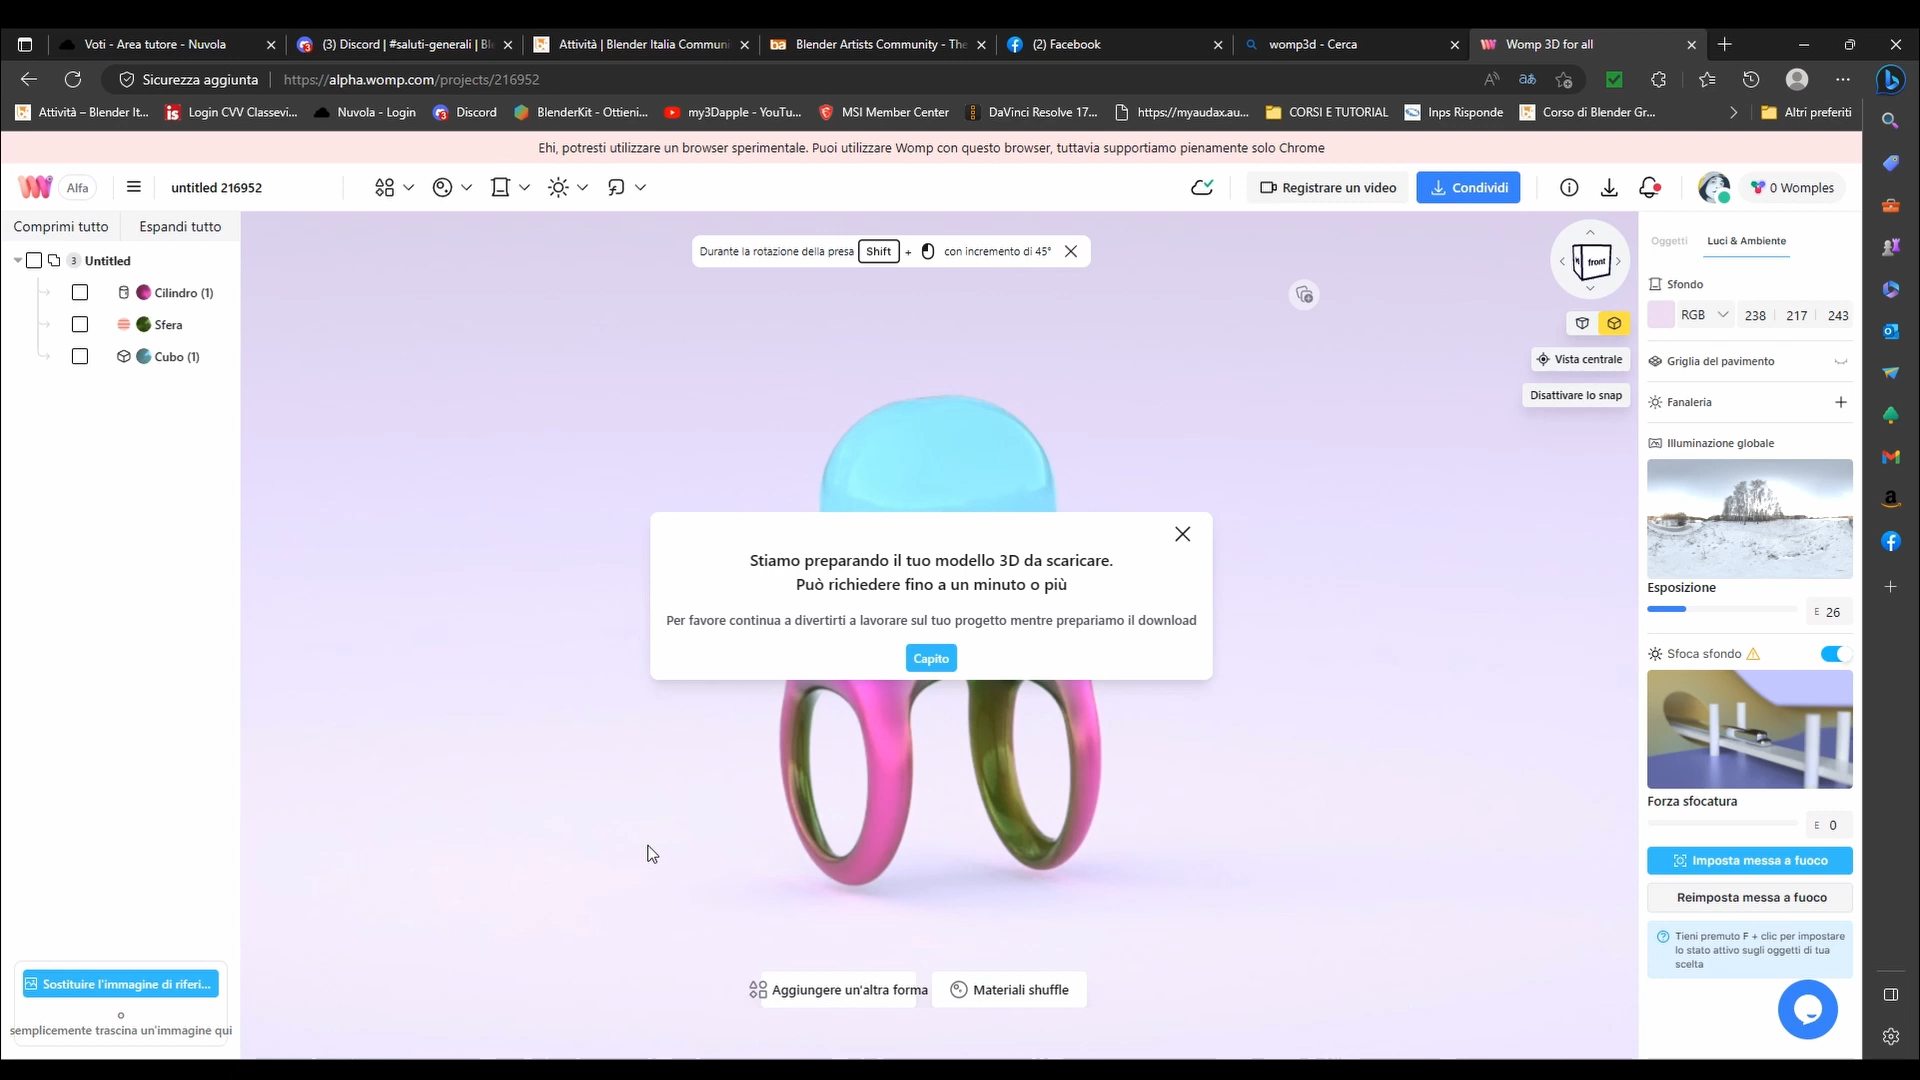 Voti - Area tutore - Nuvola
(3) Discord | #saluti-generali | Bl
Attività | Blender Italia Communi
Blender Artists Community - The
(2) Facebook
womp3d - Cerca
Womp 3D for all
Sicurezza aggiunta
https://alpha.womp.com/projects/216952
Attività – Blender It...
Login CVV Classevi...
Nuvola - Login
Discord
BlenderKit - Ottieni...
my3Dapple - YouTu...
MSI Member Center
DaVinci Resolve 17...
https://myaudax.au...
CORSI E TUTORIAL
Inps Risponde
Corso di Blender Gr...
Altri preferiti
Ehi, potresti utilizzare un browser sperimentale. Puoi utilizzare Womp con questo browser, tuttavia supportiamo pienamente solo Chrome
Alfa
untitled 216952
Registrare un video
Condividi
0 Womples
Comprimi tutto
Espandi tutto
3 Untitled
Cilindro (1)
Sfera
Cubo (1)
Durante la rotazione della presa Shift + con incremento di 45°
front
Vista centrale
Disattivare lo snap
Oggetti
Luci & Ambiente
Sfondo
RGB 238 217 243
Griglia del pavimento
Fanaleria
Illuminazione globale
Esposizione
E 26
Sfoca sfondo
Forza sfocatura
E 0
Imposta messa a fuoco
Reimposta messa a fuoco
Tieni premuto F + clic per impostare
lo stato attivo sugli oggetti di tua
scelta
Stiamo preparando il tuo modello 3D da scaricare.
Può richiedere fino a un minuto o più
Per favore continua a divertirti a lavorare sul tuo progetto mentre prepariamo il download
Capito
Aggiungere un'altra forma
Materiali shuffle
Sostituire l'immagine di riferi...
o
semplicemente trascina un'immagine qui